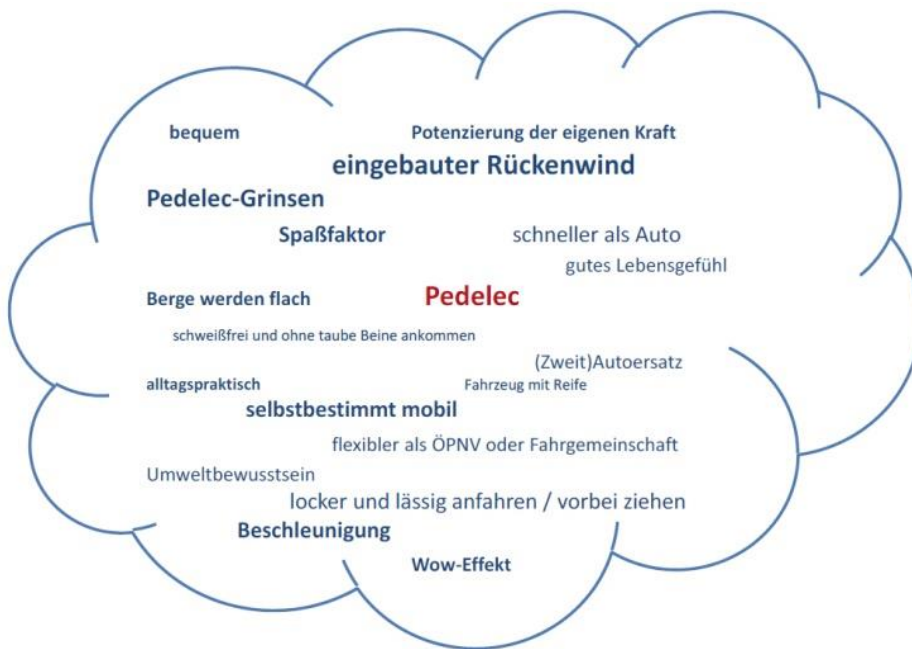 bequem
Potenzierung der eigenen Kraft
eingebauter Rückenwind
Pedelec-Grinsen
Spaßfaktor
schneller als Auto
gutes Lebensgefühl
Berge werden flach
Pedelec
schweißfrei und ohne taube Beine ankommen
(Zweit)Autoersatz
alltagspraktisch
Fahrzeug mit Reife
selbstbestimmt mobil
flexibler als ÖPNV oder Fahrgemeinschaft
Umweltbewusstsein
locker und lässig anfahren / vorbei ziehen
Beschleunigung
Wow-Effekt